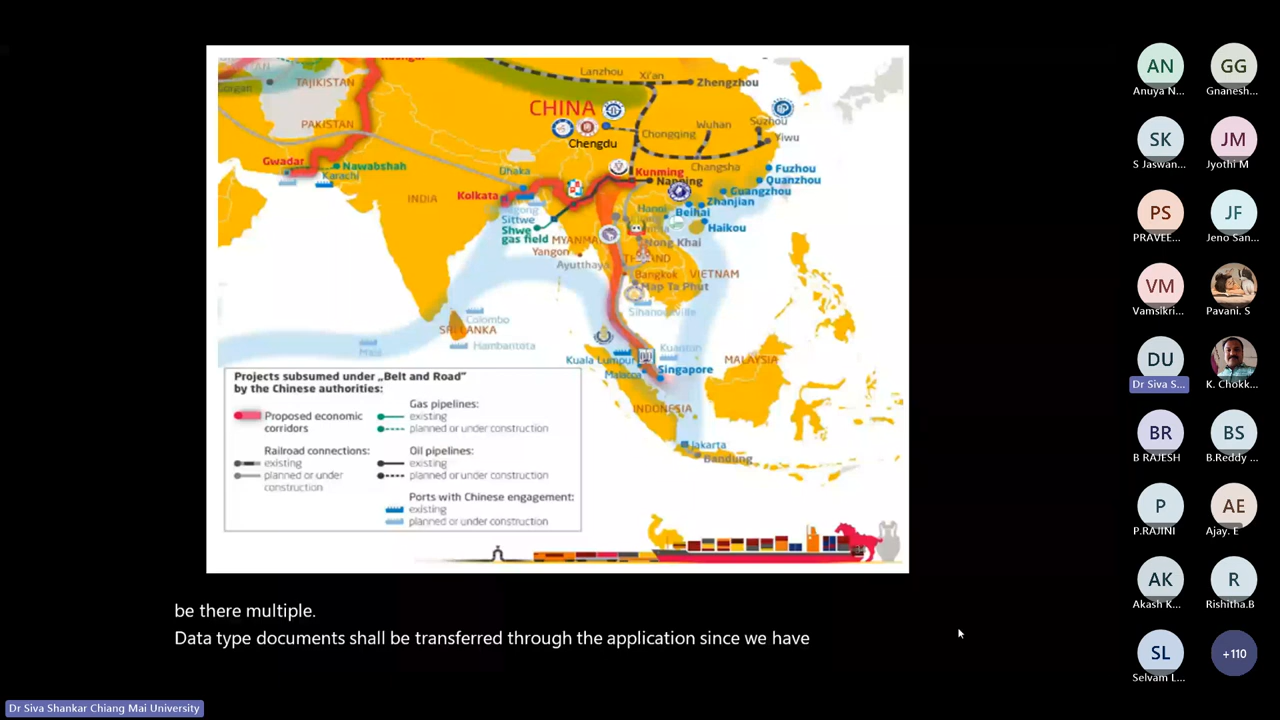 TAJIKISTAN
PAKISTAN
Gwadar
Nawabshah
Karachi
INDIA
Lanzhou
Xi'an
Zhengzhou
CHINA
Chengdu
Chongqing
Wuhan
Suzhou
Yiwu
Changsha
Fuzhou
Quanzhou
Guangzhou
Zhanjian
Beihai
Haikou
Kunming
Nanning
Dhaka
Kolkata
Sittwe
Shwe
gas field
MYANMA
Yangon
Ayutthaya
Hanoi
Nong Khai
Bangkok
VIETNAM
Map Ta Phut
Sihanoukville
Colombo
SRI LANKA
Hambantota
Kuantan
Kuala Lumpur
Malacca
Singapore
MALAYSIA
INDONESIA
Jakarta
Bandung
Projects subsumed under „Belt and Road”
by the Chinese authorities:
Proposed economic
corridors
Railroad connections:
existing
planned or under
construction
Gas pipelines:
existing
planned or under construction
Oil pipelines:
existing
planned or under construction
Ports with Chinese engagement:
existing
planned or under construction
be there multiple.
Data type documents shall be transferred through the application since we have
Dr Siva Shankar Chiang Mai University
AN
Anuya N...
GG
Gnanesh...
SK
S Jaswan...
JM
Jyothi M
PS
PRAVEE...
JF
Jeno San...
VM
Vamsikri...
Pavani. S
DU
Dr Siva S...
K. Chokk...
BR
B RAJESH
BS
B.Reddy ...
P
P.RAJINI
AE
Ajay. E
AK
Akash K...
R
Rishitha.B
SL
Selvam L...
+110